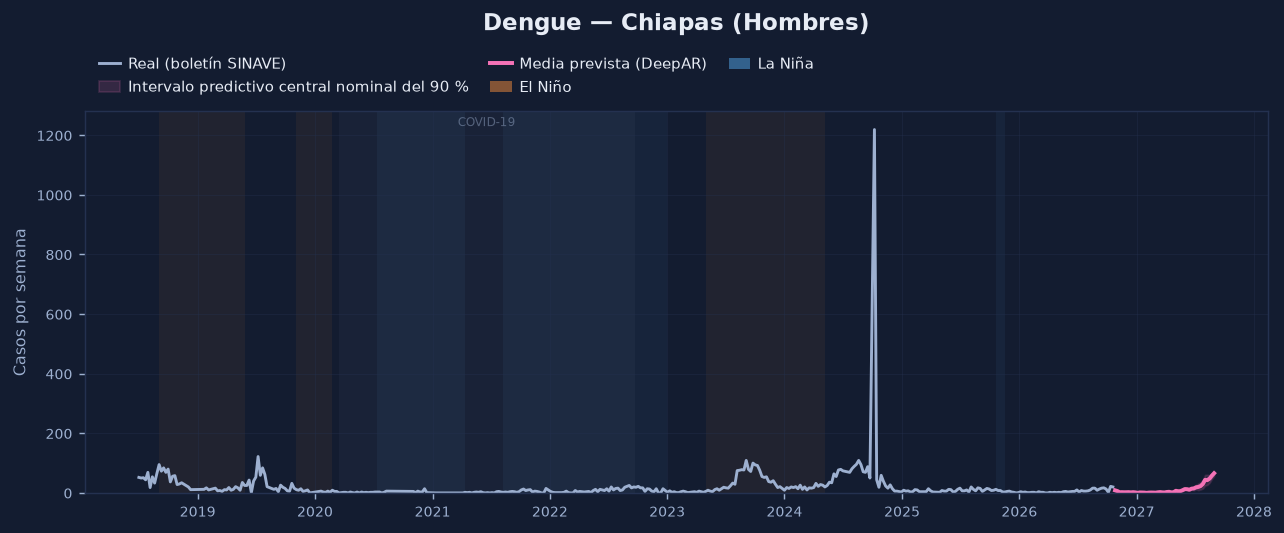 Dengue — Chiapas (Hombres)
Real (boletín SINAVE)
Intervalo predictivo central nominal del 90 %
Media prevista (DeepAR)
El Niño
La Niña
COVID-19
Casos por semana
1200
1000
800
600
400
200
0
2019 2020 2021 2022 2023 2024 2025 2026 2027 2028